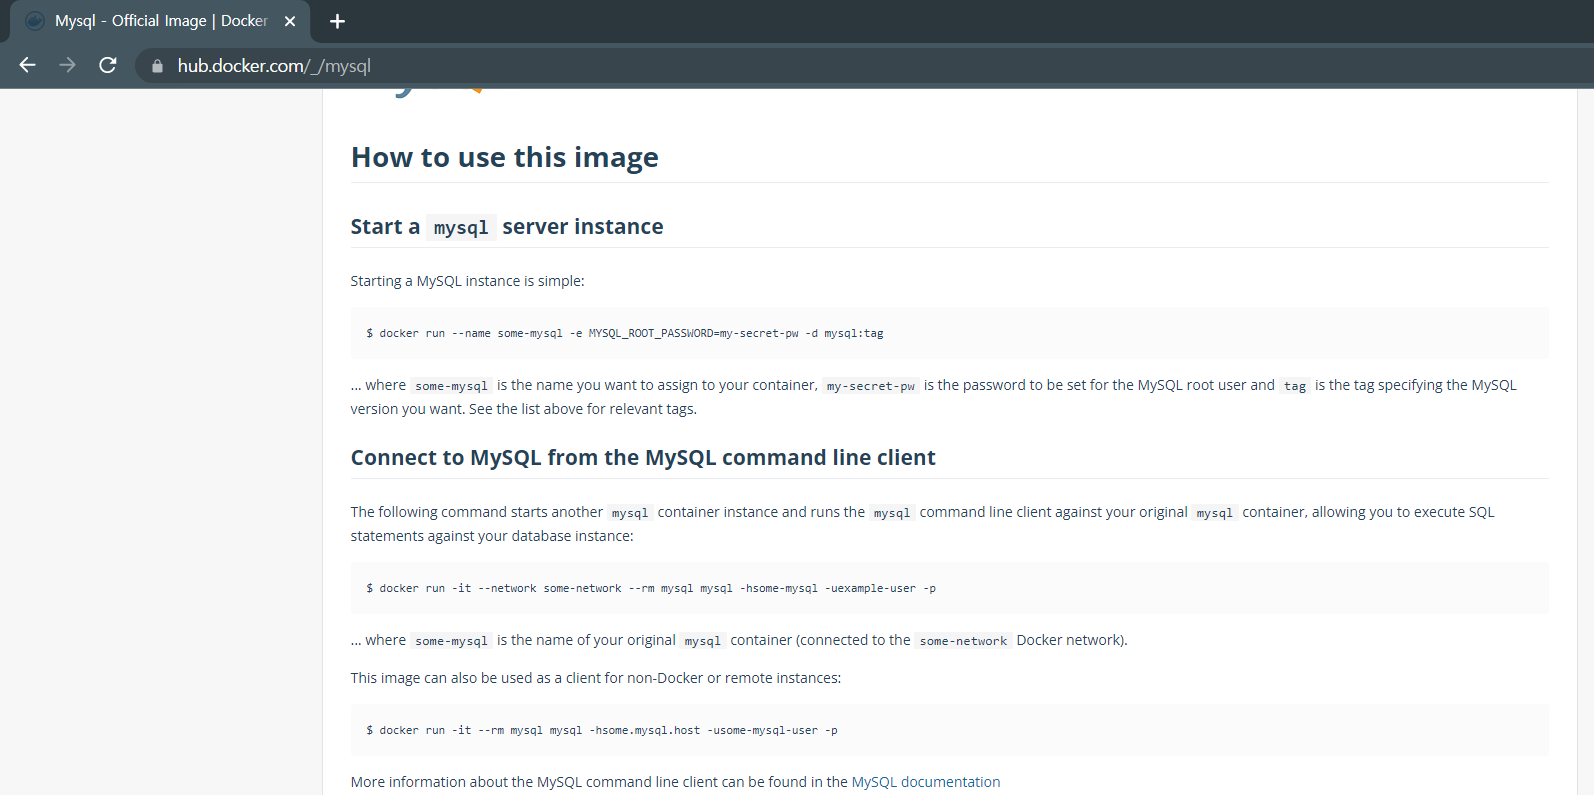 Mysql - Official Image | Docker
hub.docker.com/_/mysql
How to use this image
Start a mysql server instance
Starting a MySQL instance is simple:
$ docker run --name some-mysql -e MYSQL_ROOT_PASSWORD=my-secret-pw -d mysql:tag
... where some-mysql is the name you want to assign to your container, my-secret-pw is the password to be set for the MySQL root user and tag is the tag specifying the MySQL
version you want. See the list above for relevant tags.
Connect to MySQL from the MySQL command line client
The following command starts another mysql container instance and runs the mysql command line client against your original mysql container, allowing you to execute SQL
statements against your database instance:
$ docker run -it --network some-network --rm mysql mysql -hsome-mysql -uexample-user -p
... where some-mysql is the name of your original mysql container (connected to the some-network Docker network).
This image can also be used as a client for non-Docker or remote instances:
$ docker run -it --rm mysql mysql -hsome.mysql.host -usome-mysql-user -p
More information about the MySQL command line client can be found in the MySQL documentation